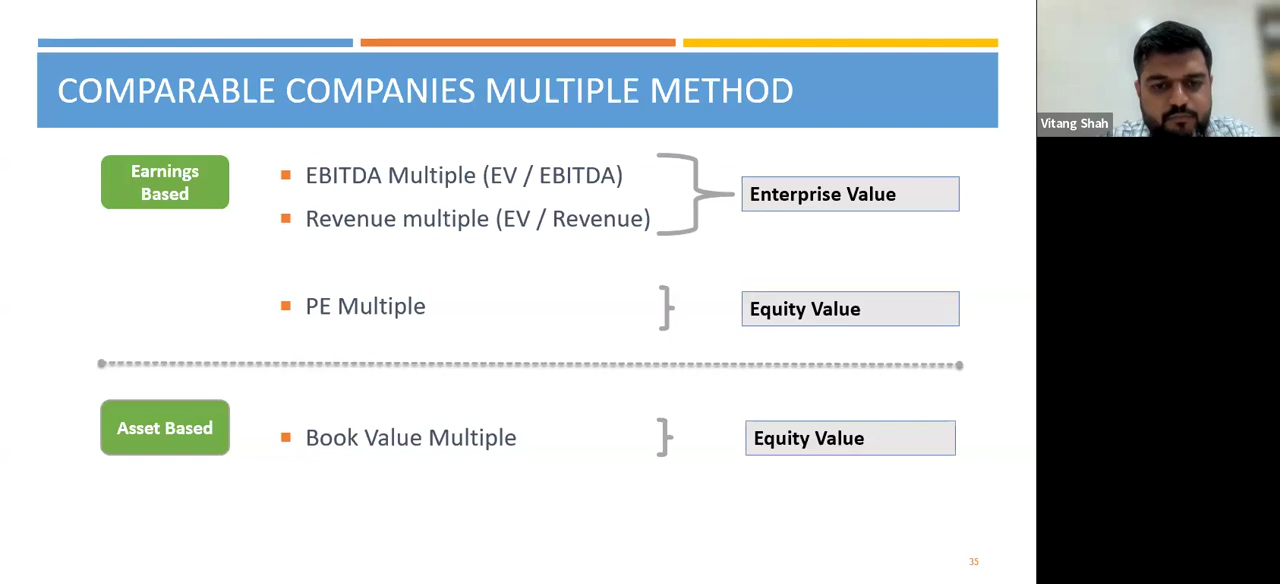 COMPARABLE COMPANIES MULTIPLE METHOD
Vitang Shah
Earnings
Based
EBITDA Multiple (EV / EBITDA)
Enterprise Value
Revenue multiple (EV / Revenue)
PE Multiple
Equity Value
Asset Based
Book Value Multiple
Equity Value
35